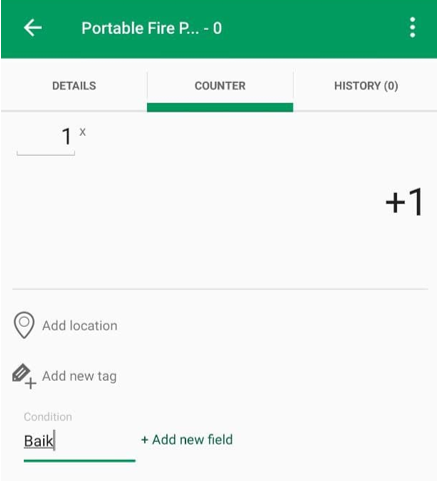 Portable Fire P... - 0
DETAILS COUNTER HISTORY (0)
1 x
+1
Add location
Add new tag
Condition
Baik + Add new field